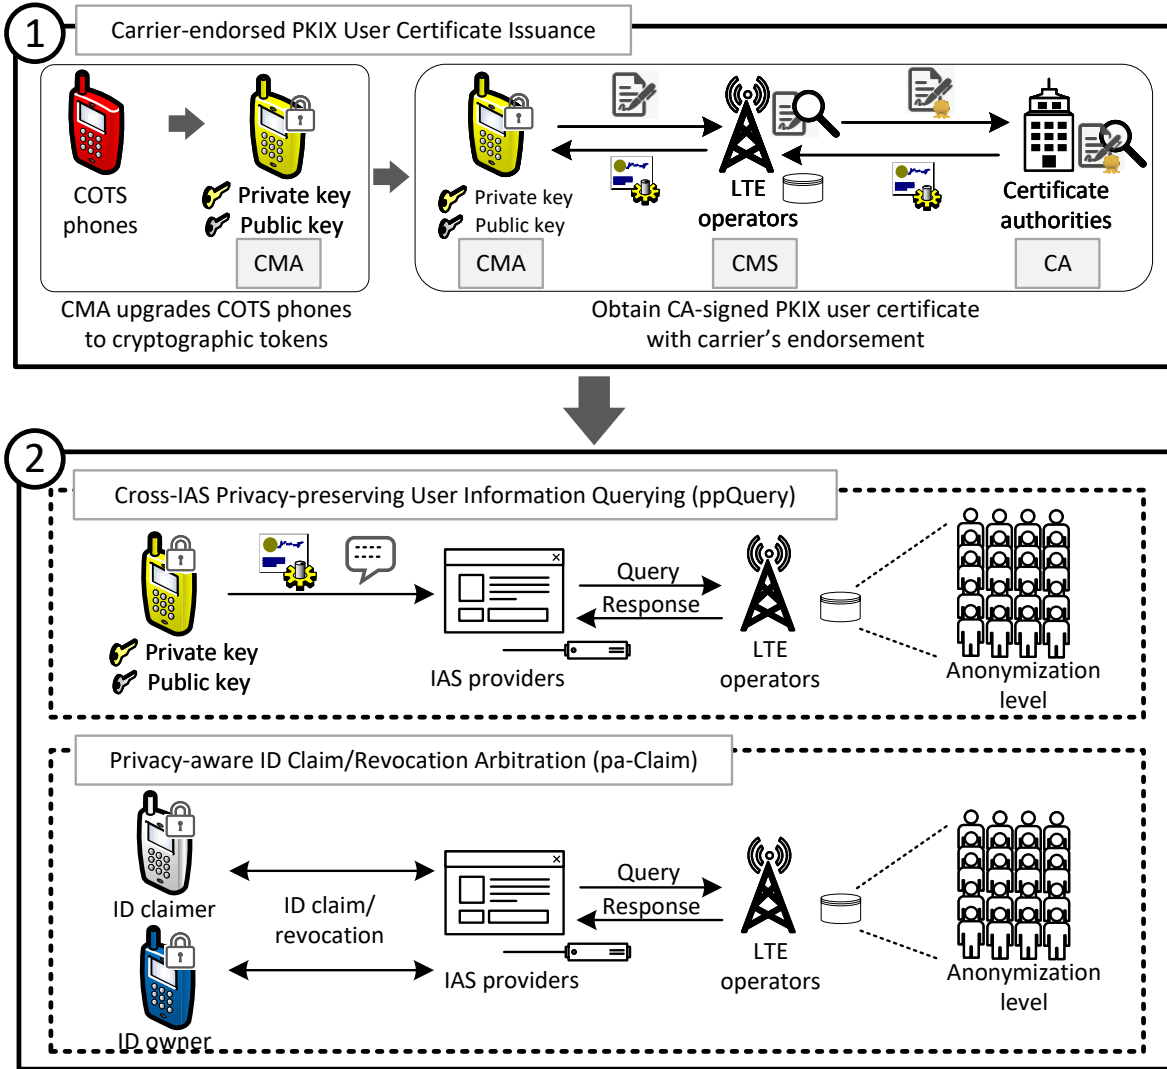 1
Carrier-endorsed PKIX User Certificate Issuance
COTS
phones
Private key
Public key
CMA
CMA upgrades COTS phones
to cryptographic tokens
Private key
Public key
CMA
LTE
operators
CMS
Certificate
authorities
CA
Obtain CA-signed PKIX user certificate
with carrier's endorsement
2
Cross-IAS Privacy-preserving User Information Querying (ppQuery)
Private key
Public key
IAS providers
Query
Response
LTE
operators
Anonymization
level
Privacy-aware ID Claim/Revocation Arbitration (pa-Claim)
ID claimer
ID owner
ID claim/
revocation
IAS providers
Query
Response
LTE
operators
Anonymization
level